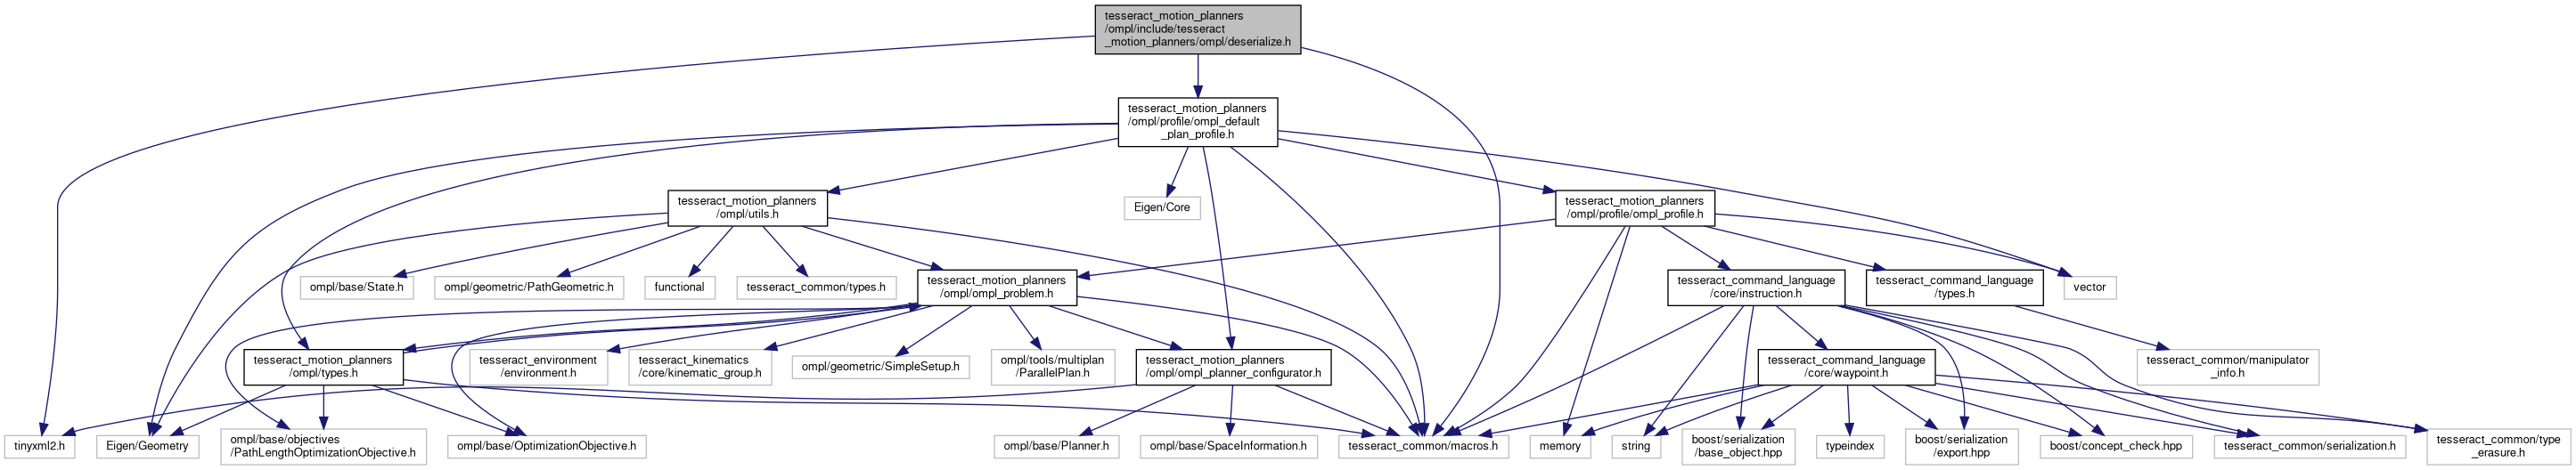 tesseract_motion_planners
/ompl/include/tesseract
_motion_planners/ompl/deserialize.h
tesseract_motion_planners
/ompl/profile/ompl_default
_plan_profile.h
tesseract_motion_planners
/ompl/utils.h
Eigen/Core
tesseract_motion_planners
/ompl/profile/ompl_profile.h
ompl/base/State.h
ompl/geometric/PathGeometric.h
functional
tesseract_common/types.h
tesseract_motion_planners
/ompl/ompl_problem.h
tesseract_command_language
/core/instruction.h
tesseract_command_language
/types.h
vector
tesseract_motion_planners
/ompl/types.h
tesseract_environment
/environment.h
tesseract_kinematics
/core/kinematic_group.h
ompl/geometric/SimpleSetup.h
ompl/tools/multiplan
/ParallelPlan.h
tesseract_motion_planners
/ompl/ompl_planner_configurator.h
tesseract_command_language
/core/waypoint.h
tesseract_common/manipulator
_info.h
tinyxml2.h
Eigen/Geometry
ompl/base/objectives
/PathLengthOptimizationObjective.h
ompl/base/OptimizationObjective.h
ompl/base/Planner.h
ompl/base/SpaceInformation.h
tesseract_common/macros.h
memory
string
boost/serialization
/base_object.hpp
typeindex
boost/serialization
/export.hpp
boost/concept_check.hpp
tesseract_common/serialization.h
tesseract_common/type
_erasure.h